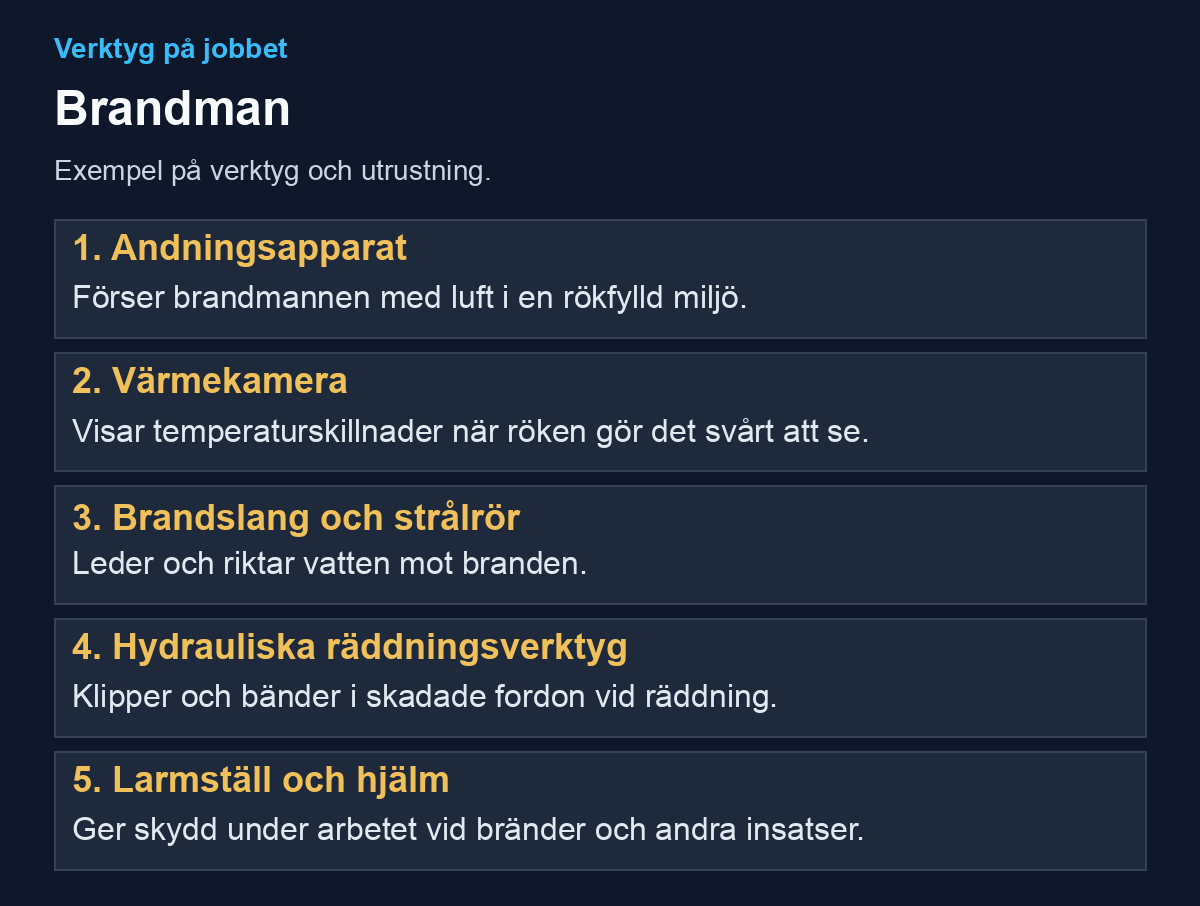 Verktyg på jobbet
Brandman
Exempel på verktyg och utrustning.
1. Andningsapparat
Förser brandmannen med luft i en rökfylld miljö.
2. Värmekamera
Visar temperaturskillnader när röken gör det svårt att se.
3. Brandslang och strålrör
Leder och riktar vatten mot branden.
4. Hydrauliska räddningsverktyg
Klipper och bänder i skadade fordon vid räddning.
5. Larmställ och hjälm
Ger skydd under arbetet vid bränder och andra insatser.